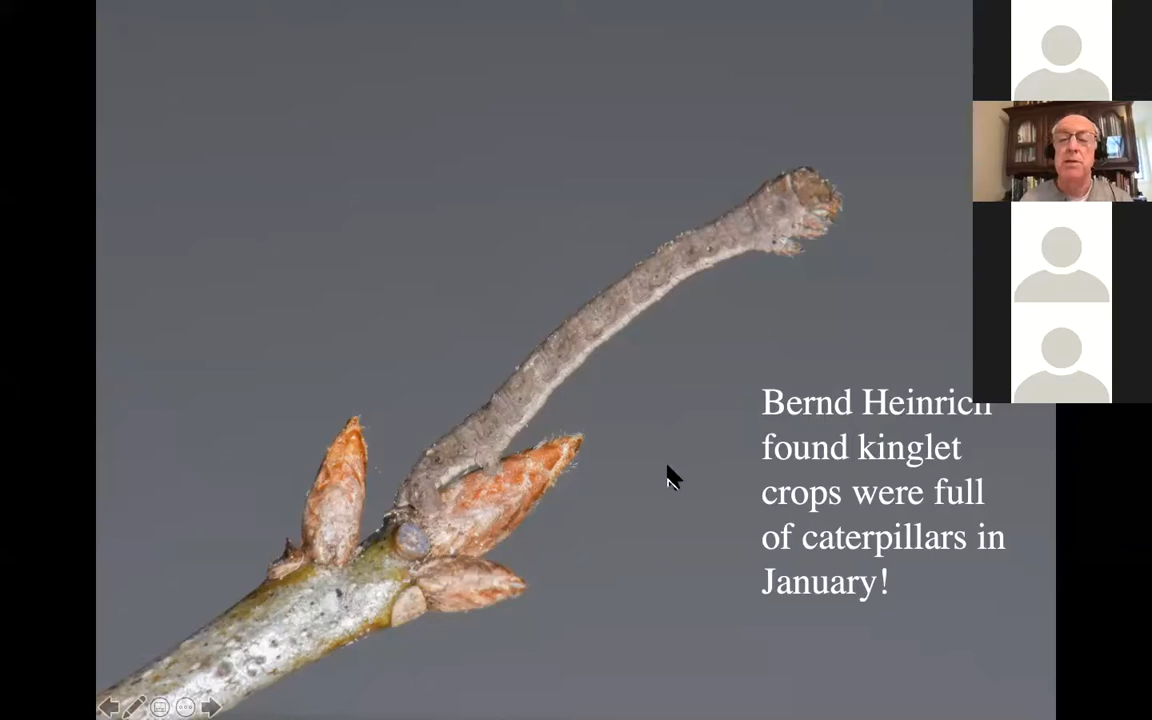 Bernd Heinrich
found kinglet
crops were full
of caterpillars in
January!